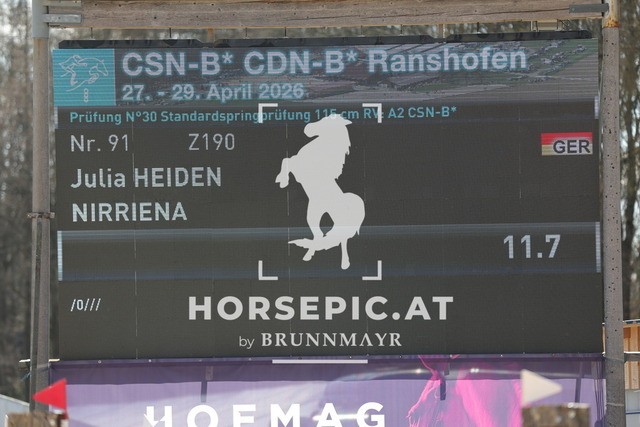 CSN-B* CDN-B* Ranshofen
27. - 29. April 2026
Prüfung N°30 Standardspringprüfung 115 cm RV: A2 CSN-B*
Nr. 91 Z190 GER
Julia HEIDEN
NIRRIENA
11.7
/0///
HORSEPIC.AT
by BRUNNMAYR
HOFMAG